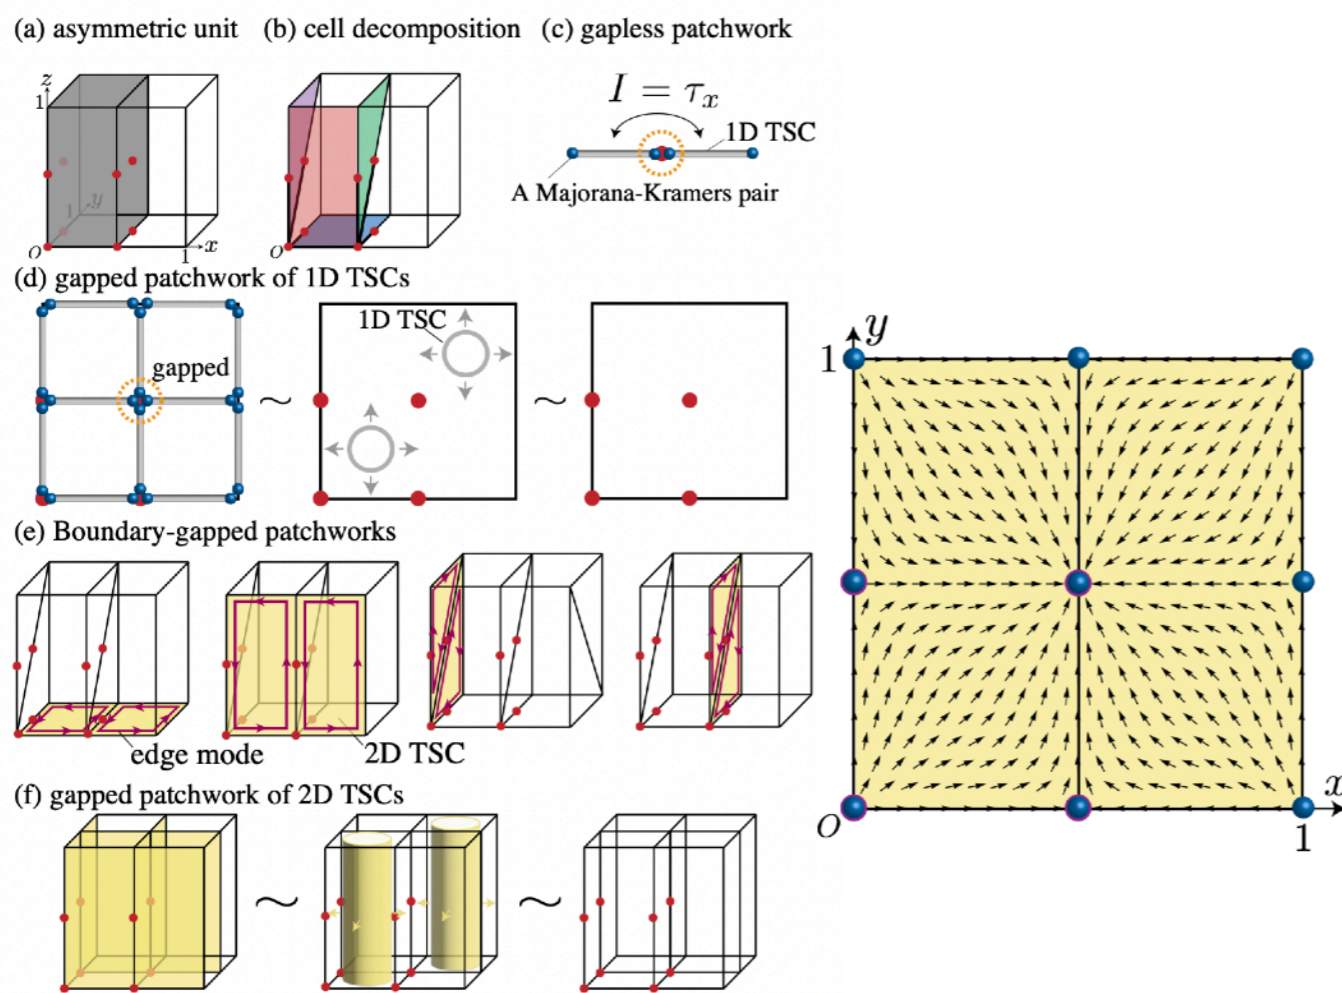 (a) asymmetric unit
(b) cell decomposition
(c) gapless patchwork
z
1
1
y
O
1
x
O
I = τₓ
1D TSC
A Majorana-Kramers pair
(d) gapped patchwork of 1D TSCs
gapped
~
1D TSC
~
(e) Boundary-gapped patchworks
edge mode
2D TSC
(f) gapped patchwork of 2D TSCs
~
~
y
1
O
1
x